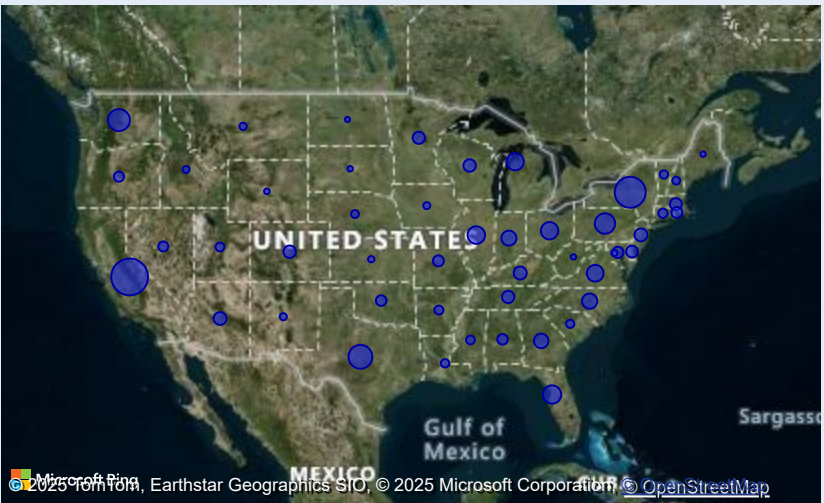 UNITED STATES
Gulf of
Mexico
Sargasso
MEXICO
Microsoft Bing
© 2025 TomTom, Earthstar Geographics SIO, © 2025 Microsoft Corporation, © OpenStreetMap